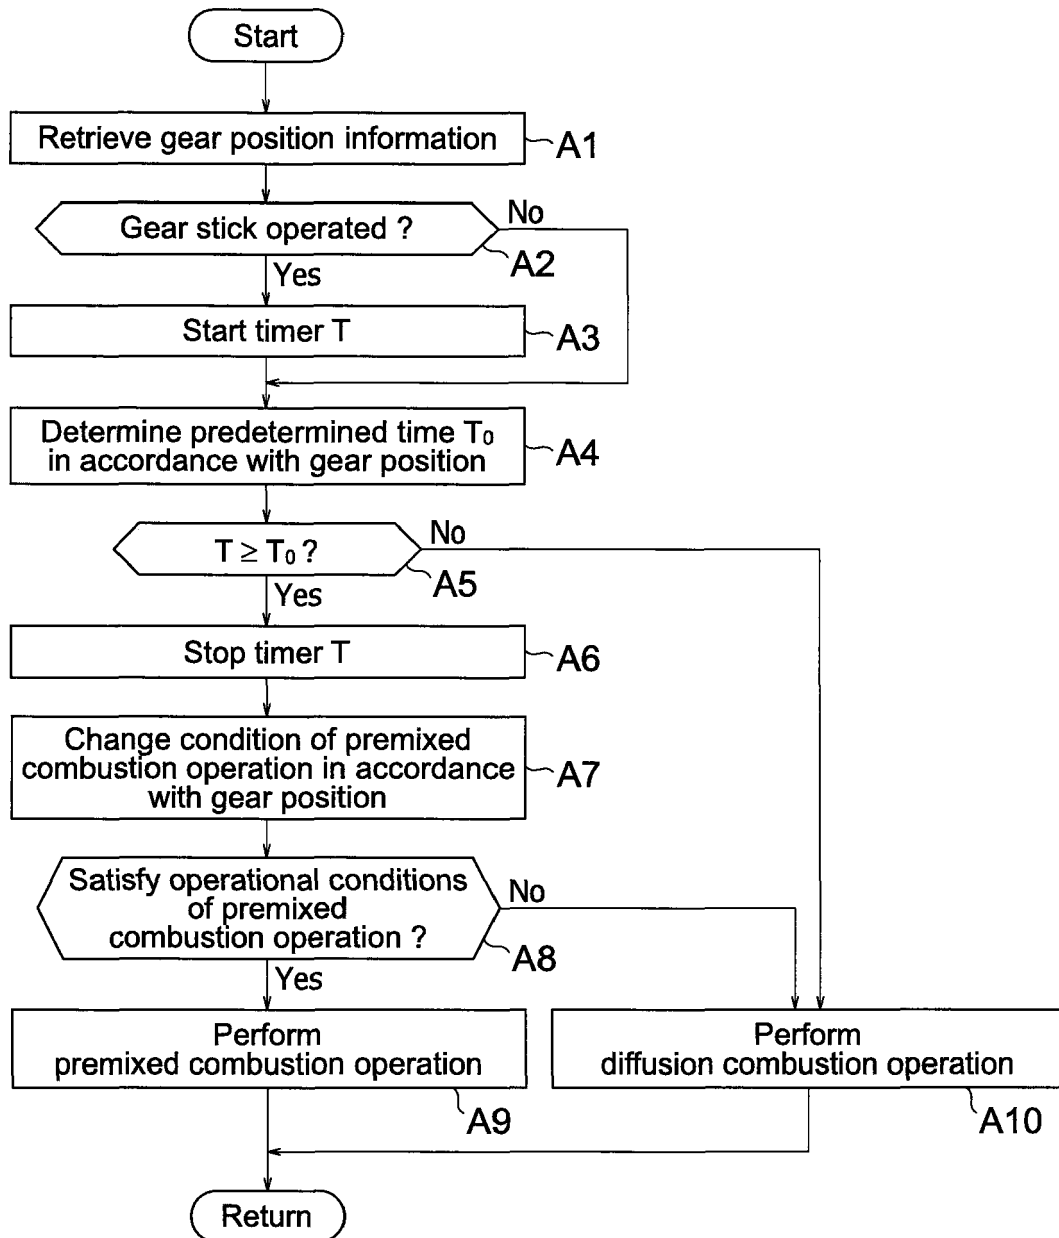 Start
Retrieve gear position information
A1
Gear stick operated ?
No
A2
Yes
Start timer T
A3
Determine predetermined time T₀
in accordance with gear position
A4
T ≥ T₀ ?
No
A5
Yes
Stop timer T
A6
Change condition of premixed
combustion operation in accordance
with gear position
A7
Satisfy operational conditions
of premixed
combustion operation ?
No
A8
Yes
Perform
premixed combustion operation
A9
Perform
diffusion combustion operation
A10
Return